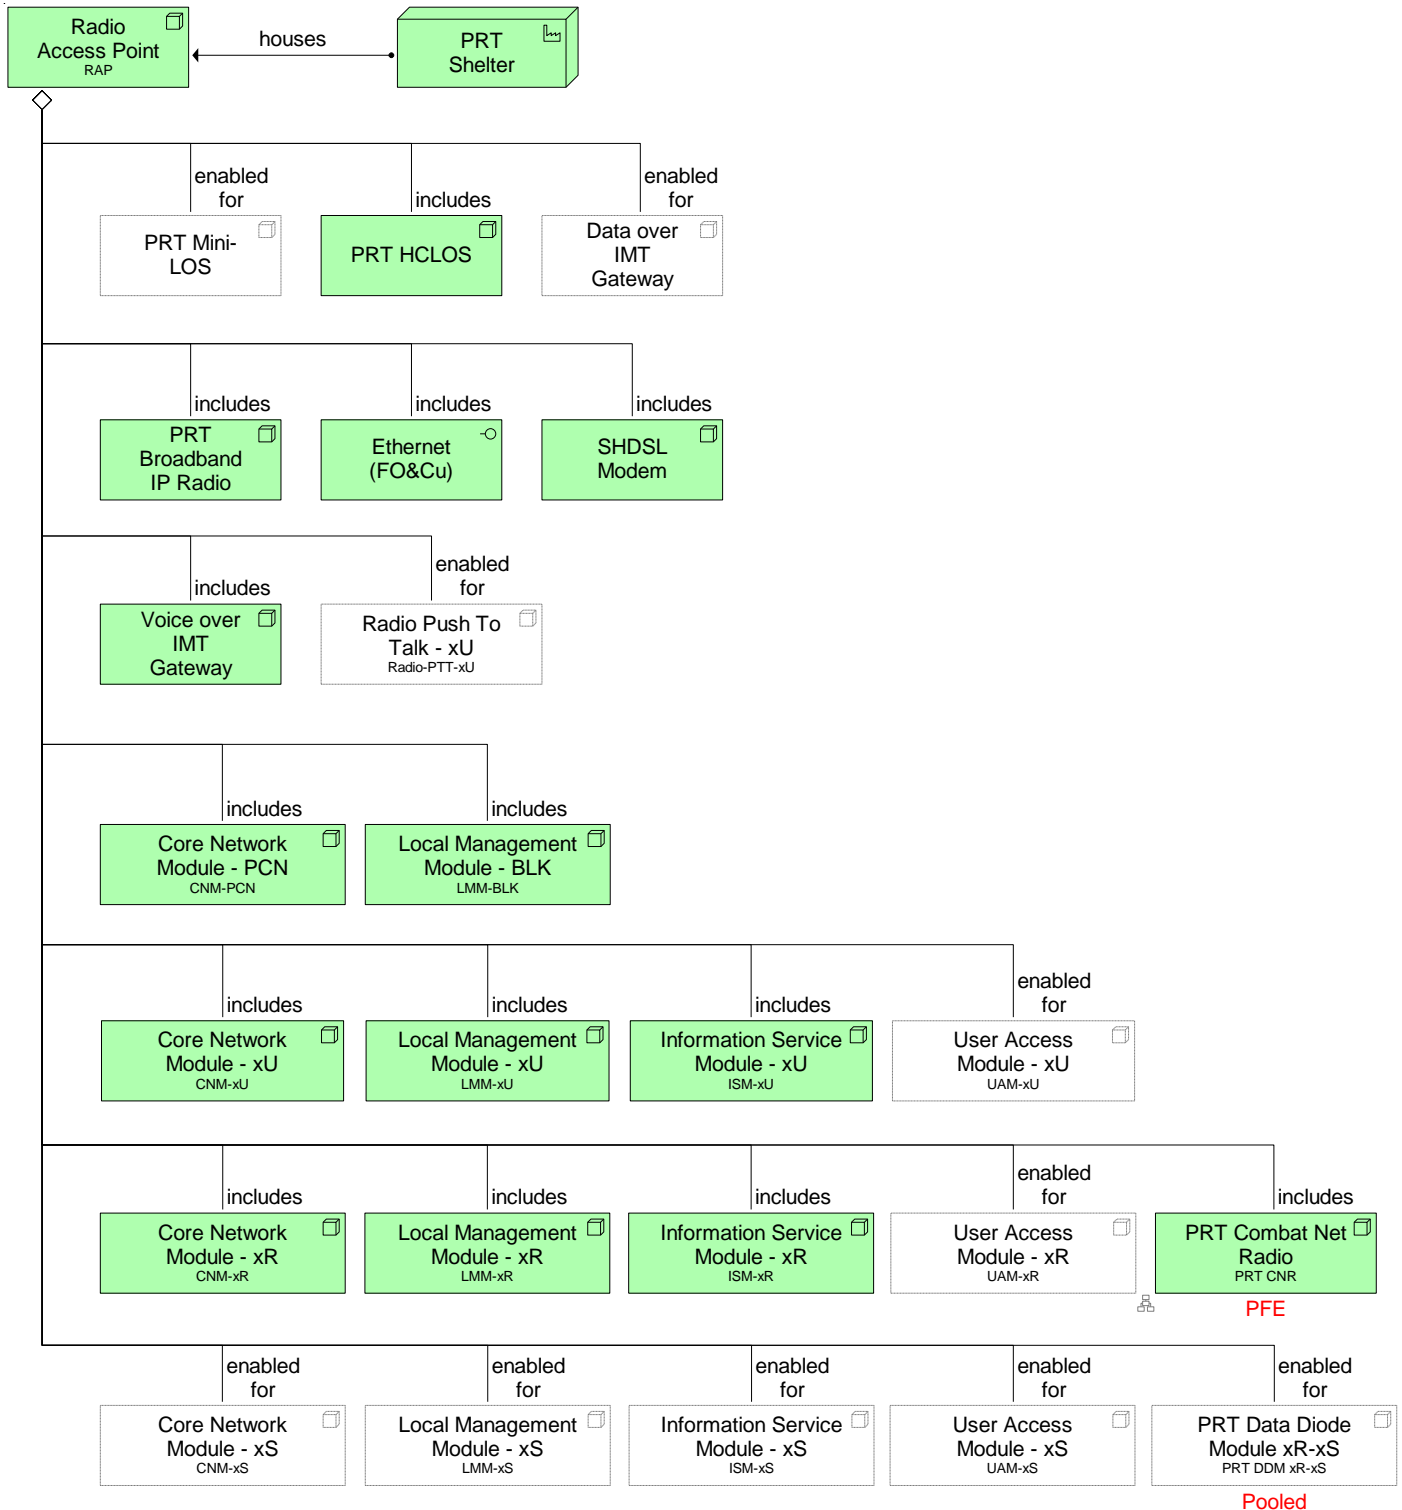 Radio
Access Point
RAP
houses
PRT
Shelter
enabled
for
includes
enabled
for
PRT Mini-
LOS
PRT HCLOS
Data over
IMT
Gateway
includes
includes
includes
PRT
Broadband
IP Radio
Ethernet
(FO&Cu)
SHDSL
Modem
includes
enabled
for
Voice over
IMT
Gateway
Radio Push To
Talk - xU
Radio-PTT-xU
includes
includes
Core Network
Module - PCN
CNM-PCN
Local Management
Module - BLK
LMM-BLK
includes
includes
includes
enabled
for
Core Network
Module - xU
CNM-xU
Local Management
Module - xU
LMM-xU
Information Service
Module - xU
ISM-xU
User Access
Module - xU
UAM-xU
includes
includes
includes
enabled
for
includes
Core Network
Module - xR
CNM-xR
Local Management
Module - xR
LMM-xR
Information Service
Module - xR
ISM-xR
User Access
Module - xR
UAM-xR
PRT Combat Net
Radio
PRT CNR
PFE
enabled
for
enabled
for
enabled
for
enabled
for
enabled
for
Core Network
Module - xS
CNM-xS
Local Management
Module - xS
LMM-xS
Information Service
Module - xS
ISM-xS
User Access
Module - xS
UAM-xS
PRT Data Diode
Module xR-xS
PRT DDM xR-xS
Pooled